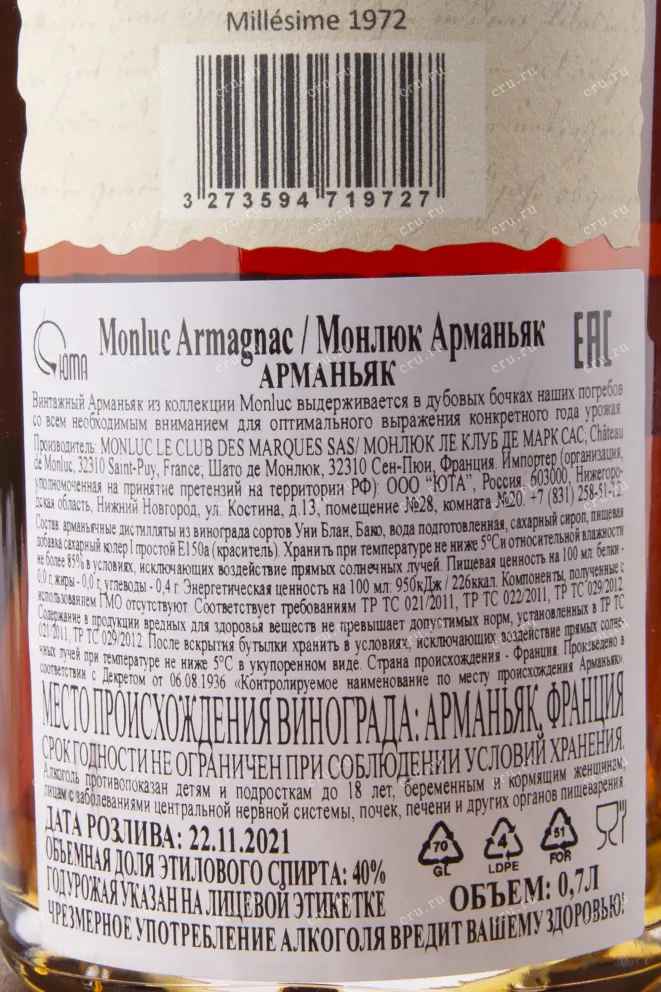 Millésime 1972
3 273594 719727
ЮТА
Monluc Armagnac / Монлюк Арманьяк
EAC
АРМАНЬЯК
Винтажный Арманьяк из коллекции Monluc выдерживается в дубовых бочках наших погребов
со всем необходимым вниманием для оптимального выражения конкретного года урожая.
Производитель: MONLUC LE CLUB DES MARQUES SAS/ МОНЛЮК ЛЕ КЛУБ ДЕ МАРК САС; Château
de Monluc, 32310 Saint-Puy, France; Шато де Монлюк, 32310 Сен-Пюи, Франция. Импортер (организация,
уполномоченная на принятие претензий на территории РФ): ООО "ЮТА", Россия, 603000, Нижегоро-
дская область, Нижний Новгород, ул. Костина, д.13, помещение №28, комната №20. +7 (831) 258-51-12
Состав: арманьячные дистилляты из винограда сортов Уни Блан, Бако, вода подготовленная, сахарный сироп, пищевая
добавка сахарный колер I простой Е150а (краситель). Хранить при температуре не ниже 5°С и относительной влажности
не более 85% в условиях, исключающих воздействие прямых солнечных лучей. Пищевая ценность на 100 мл: белки -
0,0 г, жиры - 0,0 г, углеводы - 0,4 г. Энергетическая ценность на 100 мл: 950кДж / 226ккал. Компоненты, полученные с
использованием ГМО отсутствуют. Соответствует требованиям ТР ТС 021/2011, ТР ТС 022/2011, ТР ТС 029/2012.
Содержание в продукции вредных для здоровья веществ не превышает допустимых норм, установленных в ТР ТС
021/2011, ТР ТС 029/2012. После вскрытия бутылки хранить в условиях, исключающих воздействие прямых солне-
чных лучей при температуре не ниже 5°С в укупоренном виде. Страна происхождения - Франция. Произведено в
соответствии с Декретом от 06.08.1936 «Контролируемое наименование по месту происхождения Арманьяк».
МЕСТО ПРОИСХОЖДЕНИЯ ВИНОГРАДА: АРМАНЬЯК, ФРАНЦИЯ
СРОК ГОДНОСТИ НЕ ОГРАНИЧЕН ПРИ СОБЛЮДЕНИИ УСЛОВИЙ ХРАНЕНИЯ.
Алкоголь противопоказан детям и подросткам до 18 лет, беременным и кормящим женщинам,
лицам с заболеваниями центральной нервной системы, почек, печени и других органов пищеварения.
ДАТА РОЗЛИВА: 22.11.2021
ОБЪЕМНАЯ ДОЛЯ ЭТИЛОВОГО СПИРТА: 40%
70 4 51
GL LDPE FOR
ГОД УРОЖАЯ УКАЗАН НА ЛИЦЕВОЙ ЭТИКЕТКЕ
ОБЪЕМ: 0,7Л
ЧРЕЗМЕРНОЕ УПОТРЕБЛЕНИЕ АЛКОГОЛЯ ВРЕДИТ ВАШЕМУ ЗДОРОВЬЮ!
cru.ru